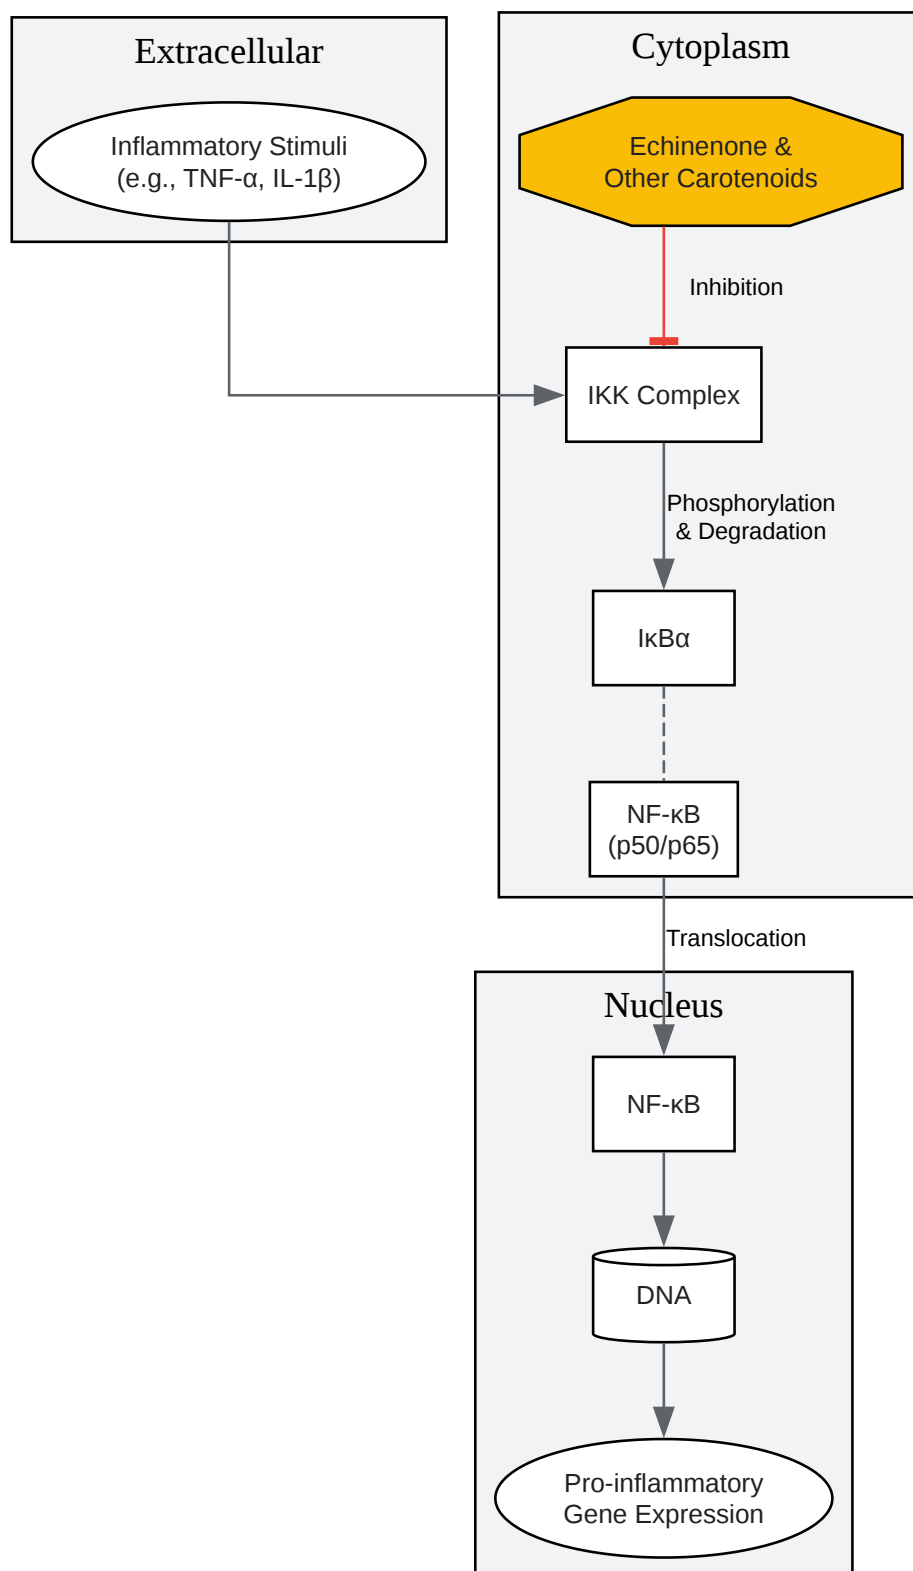 Extracellular
Inflammatory Stimuli
(e.g., TNF-α, IL-1β)
Cytoplasm
Echinenone &
Other Carotenoids
Inhibition
IKK Complex
Phosphorylation
& Degradation
IκBα
NF-κB
(p50/p65)
Translocation
Nucleus
NF-κB
DNA
Pro-inflammatory
Gene Expression